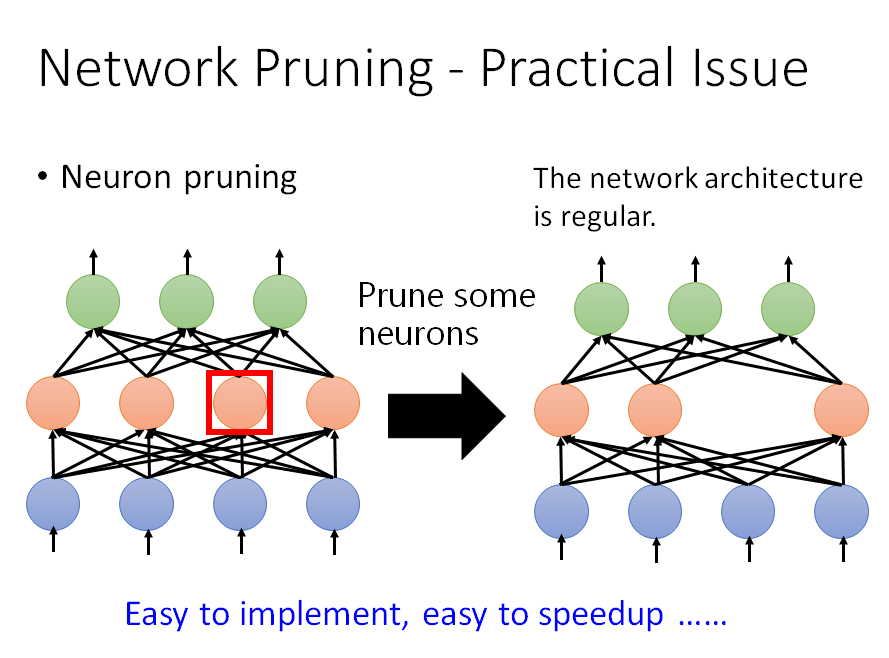 Network Pruning - Practical Issue
• Neuron pruning
The network architecture
is regular.
Prune some
neurons
Easy to implement, easy to speedup ……